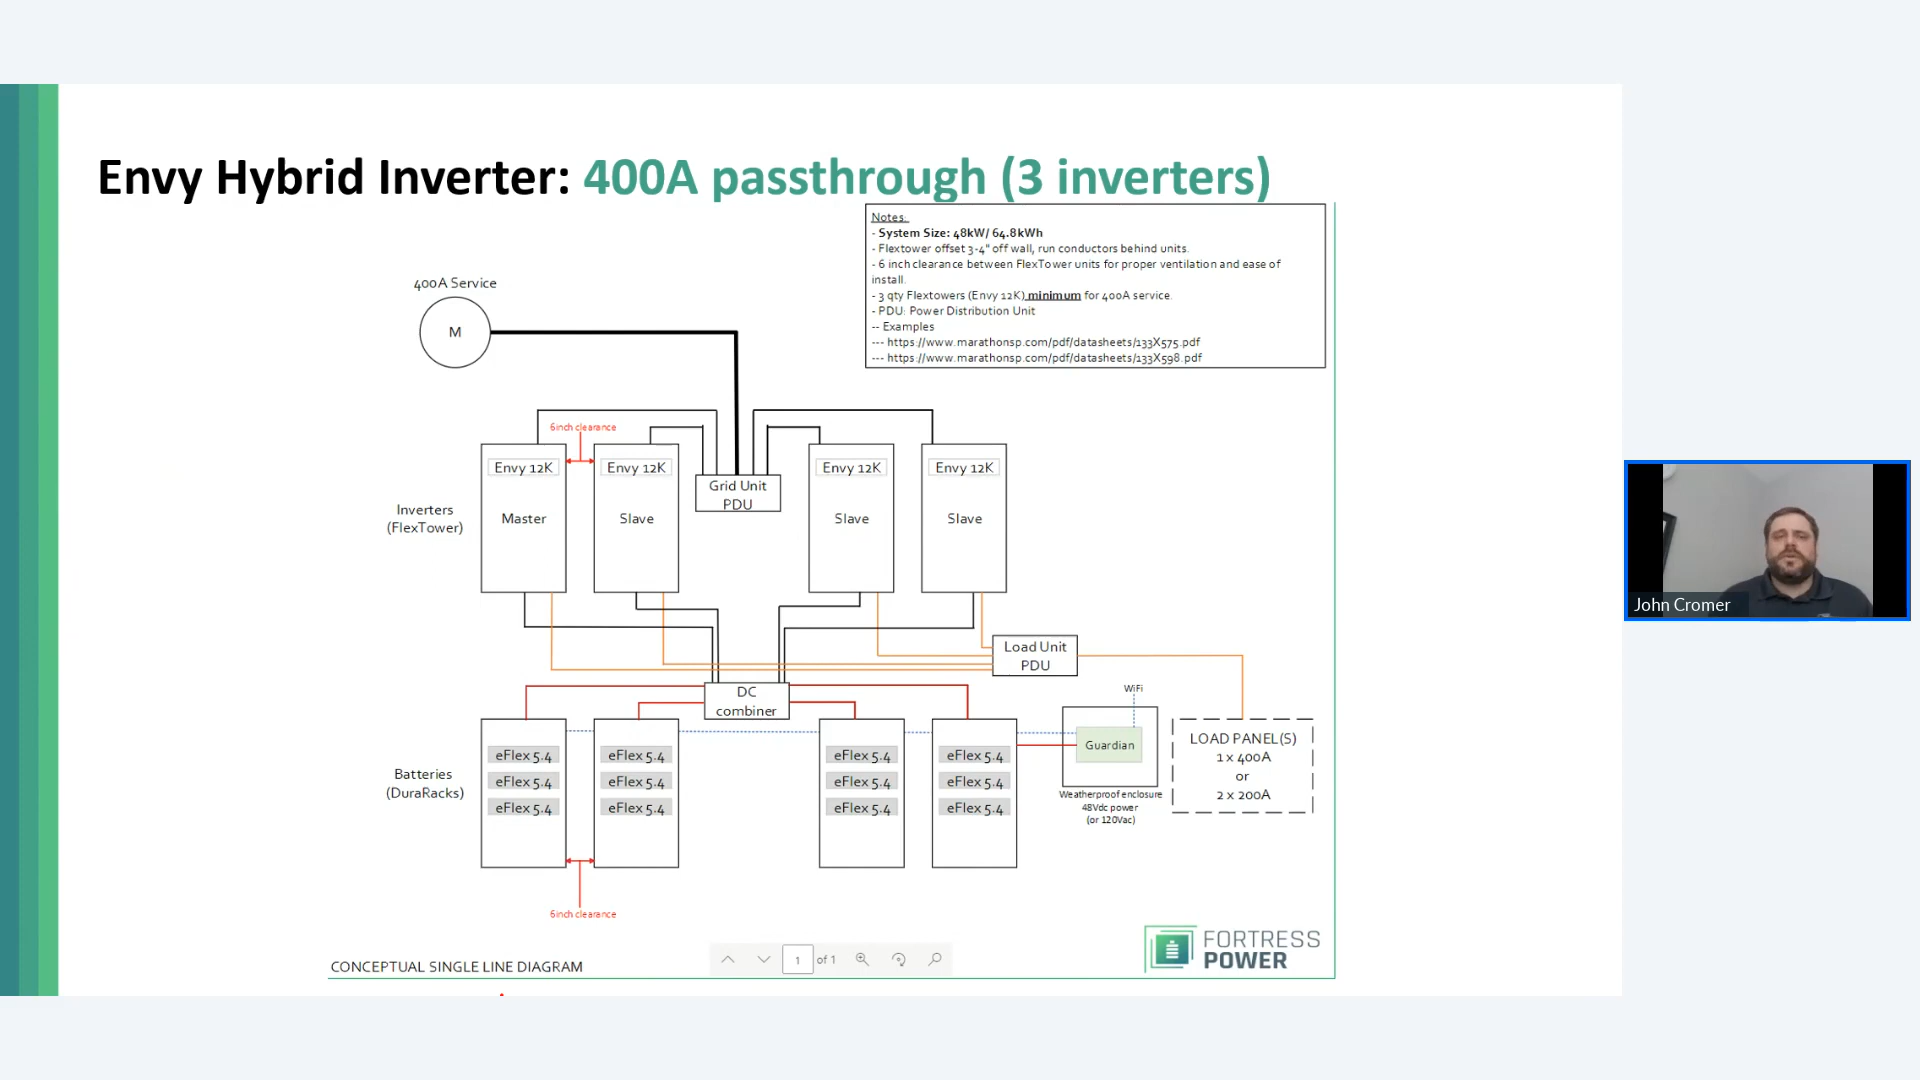 Envy Hybrid Inverter: 400A passthrough (3 inverters)
Notes:
- System Size: 48kW/ 64.8kWh
- Flextower offset 3-4" off wall, run conductors behind units.
- 6 inch clearance between FlexTower units for proper ventilation and ease of
install.
- 3 qty Flextowers (Envy 12K) minimum for 400A service.
- PDU: Power Distribution Unit
-- Examples
--- https://www.marathonsp.com/pdf/datasheets/133X575.pdf
--- https://www.marathonsp.com/pdf/datasheets/133X598.pdf
400A Service
M
6inch clearance
Envy 12K Envy 12K Envy 12K Envy 12K
Grid Unit
PDU
Inverters
(FlexTower)
Master Slave Slave Slave
Load Unit
PDU
DC
combiner
WiFi
Guardian
Weatherproof enclosure
48Vdc power
(or 120Vac)
LOAD PANEL(S)
1 x 400A
or
2 x 200A
Batteries
(DuraRacks)
eFlex 5.4 eFlex 5.4 eFlex 5.4 eFlex 5.4
eFlex 5.4 eFlex 5.4 eFlex 5.4 eFlex 5.4
eFlex 5.4 eFlex 5.4 eFlex 5.4 eFlex 5.4
6inch clearance
CONCEPTUAL SINGLE LINE DIAGRAM
1 of 1
FORTRESS
POWER
John Cromer